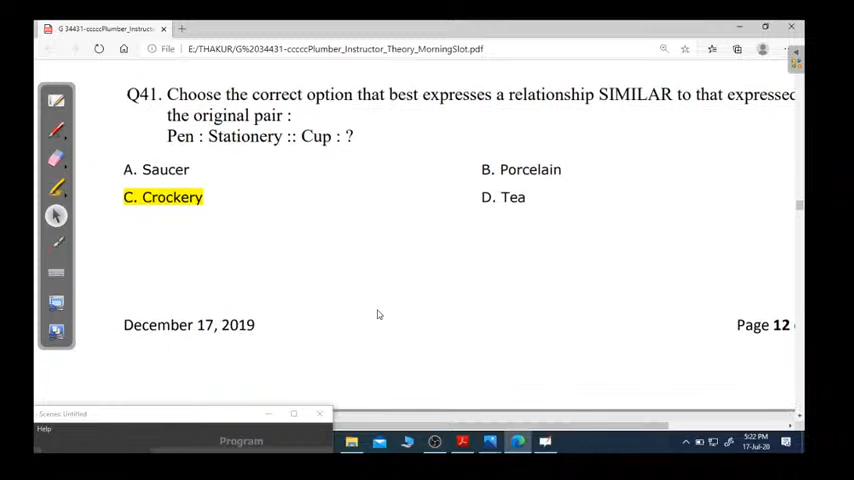 G 34431-cccccPlumber_Instructor_
File
E:/THAKUR/G%2034431-cccccPlumber_Instructor_Theory_MorningSlot.pdf
Q41. Choose the correct option that best expresses a relationship SIMILAR to that expressed
the original pair :
Pen : Stationery :: Cup : ?
A. Saucer
B. Porcelain
C. Crockery
D. Tea
December 17, 2019
Page 12
Scenes: Untitled
Help
Program
5:22 PM
17-Jul-20